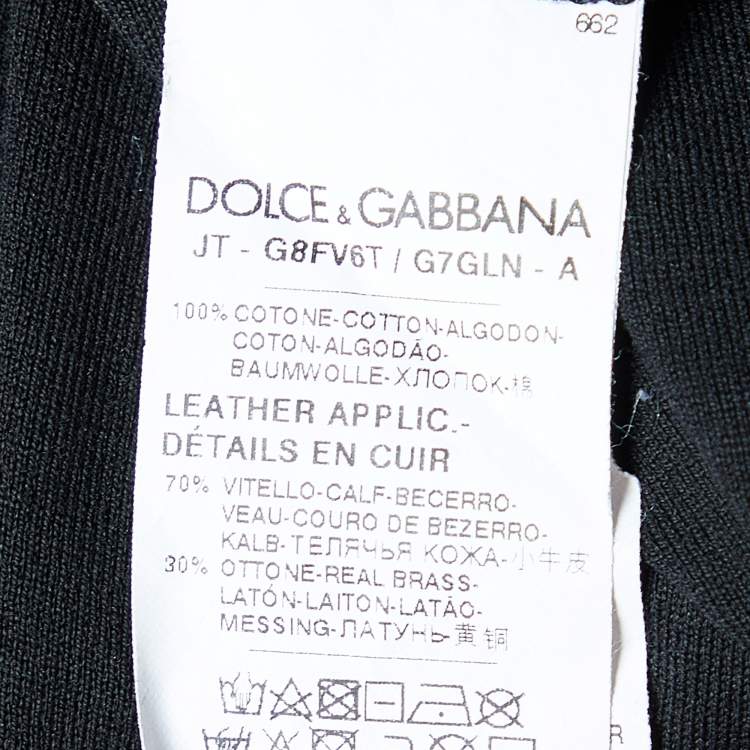 662
DOLCE & GABBANA
JT - G8FV6T / G7GLN - A
100% COTONE-COTTON-ALGODON-
COTON-ALGODÃO-
BAUMWOLLE-ХЛОПОК-棉
LEATHER APPLIC.-
DÉTAILS EN CUIR
70% VITELLO-CALF-BECERRO-
VEAU-COURO DE BEZERRO-
KALB-ТЕЛЯЧЬЯ КОЖА-小牛皮
30% OTTONE-REAL BRASS-
LATÓN-LAITON-LATÃO-
MESSING-ЛАТУНЬ-黄铜
R